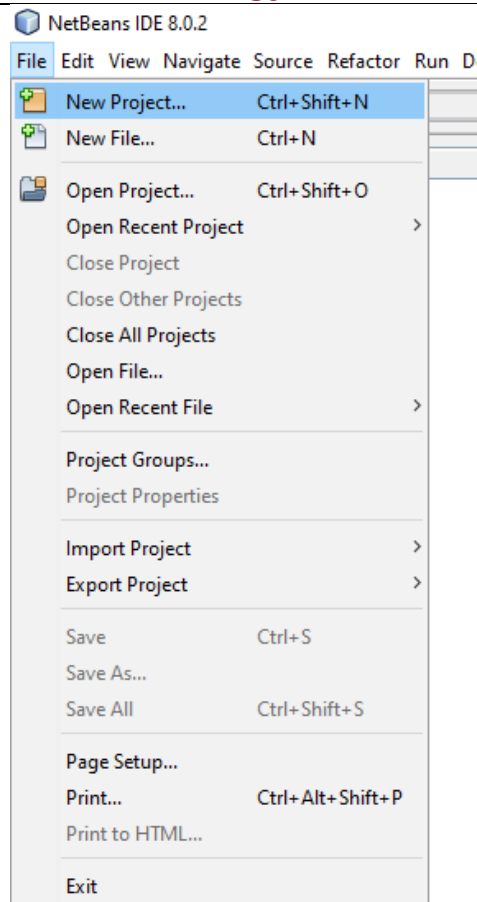 NetBeans IDE 8.0.2
File Edit View Navigate Source Refactor Run
New Project... Ctrl+Shift+N
New File... Ctrl+N
Open Project... Ctrl+Shift+O
Open Recent Project
Close Project
Close Other Projects
Close All Projects
Open File...
Open Recent File
Project Groups...
Project Properties
Import Project
Export Project
Save Ctrl+S
Save As...
Save All Ctrl+Shift+S
Page Setup...
Print... Ctrl+Alt+Shift+P
Print to HTML...
Exit